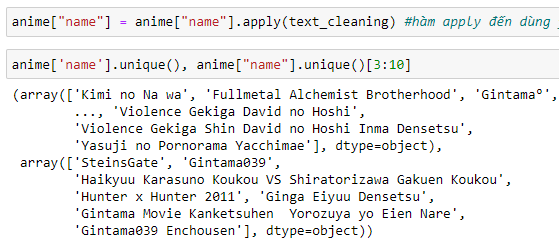 anime["name"] = anime["name"].apply(text_cleaning) #hàm apply đến dùng
anime['name'].unique(), anime["name"].unique()[3:10]
(array(['Kimi no Na wa', 'Fullmetal Alchemist Brotherhood', 'Gintama°',
..., 'Violence Gekiga David no Hoshi',
'Violence Gekiga Shin David no Hoshi Inma Densetsu',
'Yasuji no Pornorama Yacchimae'], dtype=object),
array(['SteinsGate', 'Gintama039',
'Haikyuu Karasuno Koukou VS Shiratorizawa Gakuen Koukou',
'Hunter x Hunter 2011', 'Ginga Eiyuu Densetsu',
'Gintama Movie Kanketsuhen  Yorozuya yo Eien Nare',
'Gintama039 Enchousen'], dtype=object))